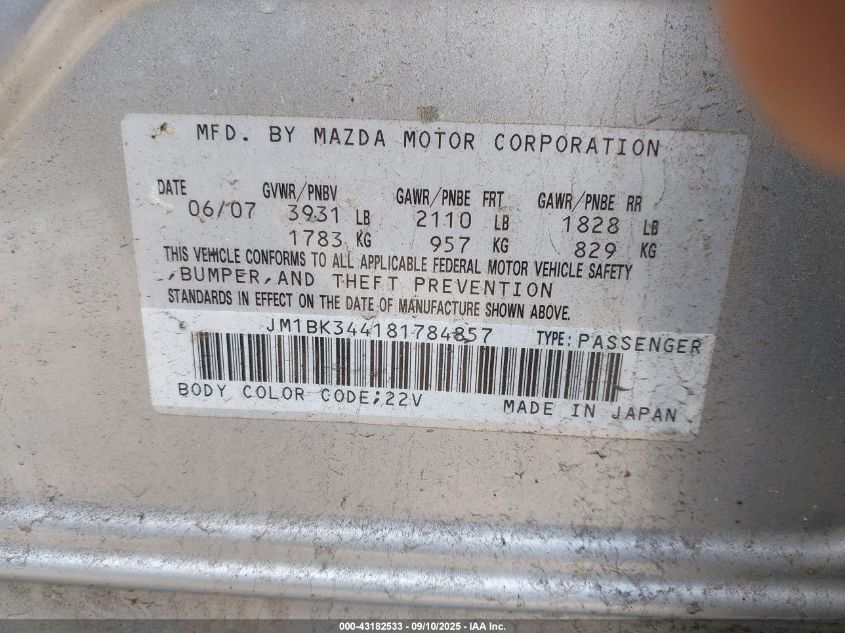 MFD. BY MAZDA MOTOR CORPORATION
DATE GVWR/PNBV GAWR/PNBE FRT GAWR/PNBE RR
06/07 3931 LB 2110 LB 1828 LB
1783 KG 957 KG 829 KG
THIS VEHICLE CONFORMS TO ALL APPLICABLE FEDERAL MOTOR VEHICLE SAFETY
,BUMPER,AND THEFT PREVENTION
STANDARDS IN EFFECT ON THE DATE OF MANUFACTURE SHOWN ABOVE.
JM1BK344181784857 TYPE:PASSENGER
BODY COLOR CODE;22V MADE IN JAPAN
000-43182533 - 09/10/2025 - IAA Inc.